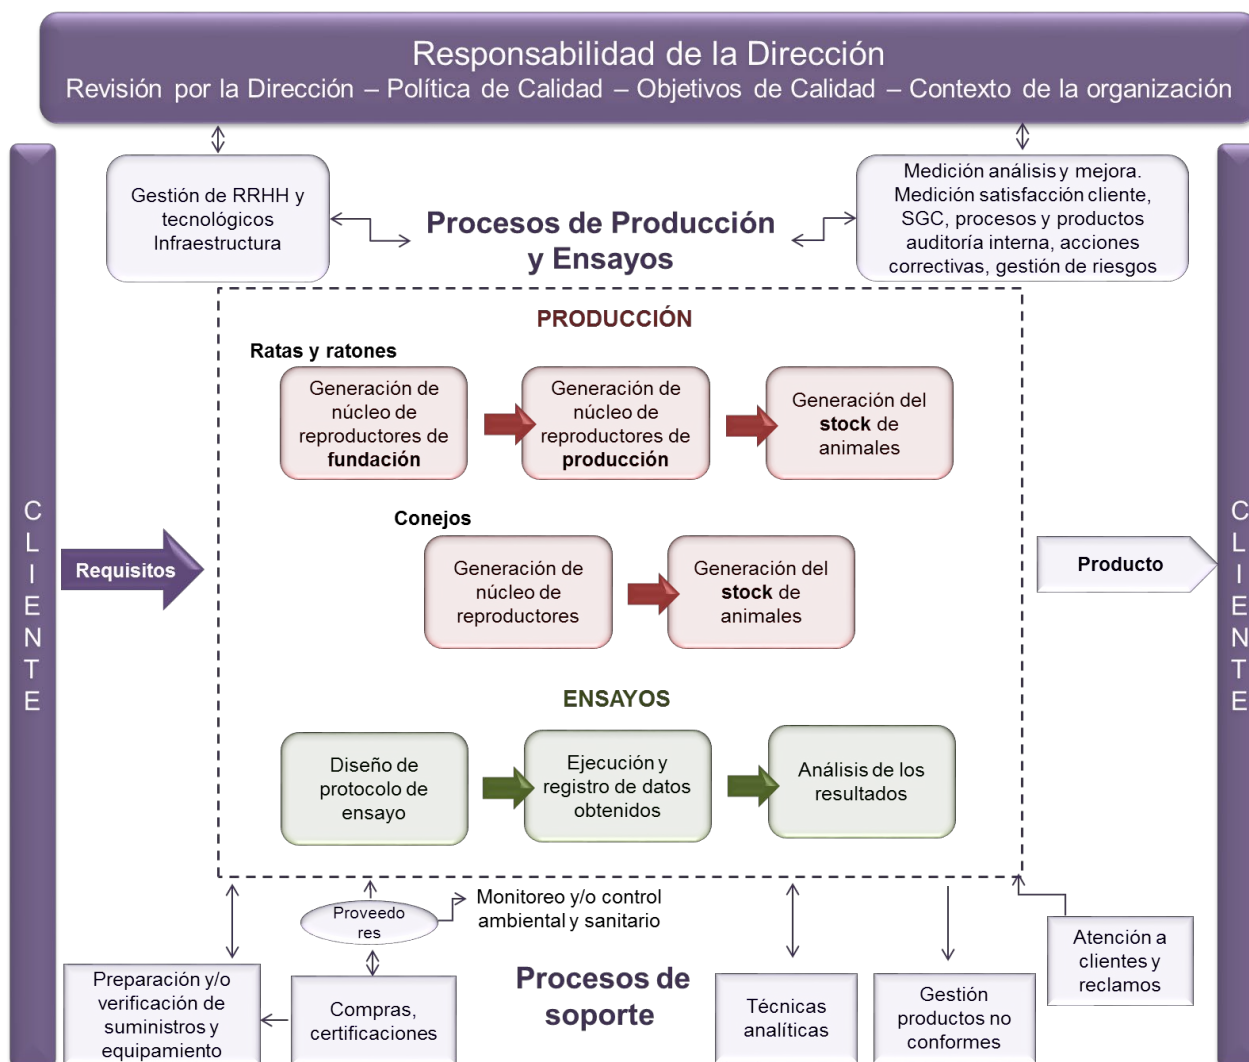 Responsabilidad de la Dirección
Revisión por la Dirección – Política de Calidad – Objetivos de Calidad – Contexto de la organización
CLIENTE
Gestión de RRHH y
tecnológicos
Infraestructura
Procesos de Producción
y Ensayos
Medición análisis y mejora.
Medición satisfacción cliente,
SGC, procesos y productos
auditoría interna, acciones
correctivas, gestión de riesgos
PRODUCCIÓN
Ratas y ratones
Generación de
núcleo de
reproductores de
fundación
Generación de
núcleo de
reproductores de
producción
Generación del
stock de
animales
Conejos
Generación de
núcleo de
reproductores
Generación del
stock de
animales
Requisitos
Producto
CLIENTE
ENSAYOS
Diseño de
protocolo de
ensayo
Ejecución y
registro de datos
obtenidos
Análisis de los
resultados
Proveedo
res
Monitoreo y/o control
ambiental y sanitario
Preparación y/o
verificación de
suministros y
equipamiento
Compras,
certificaciones
Procesos de
soporte
Técnicas
analíticas
Gestión
productos no
conformes
Atención a
clientes y
reclamos